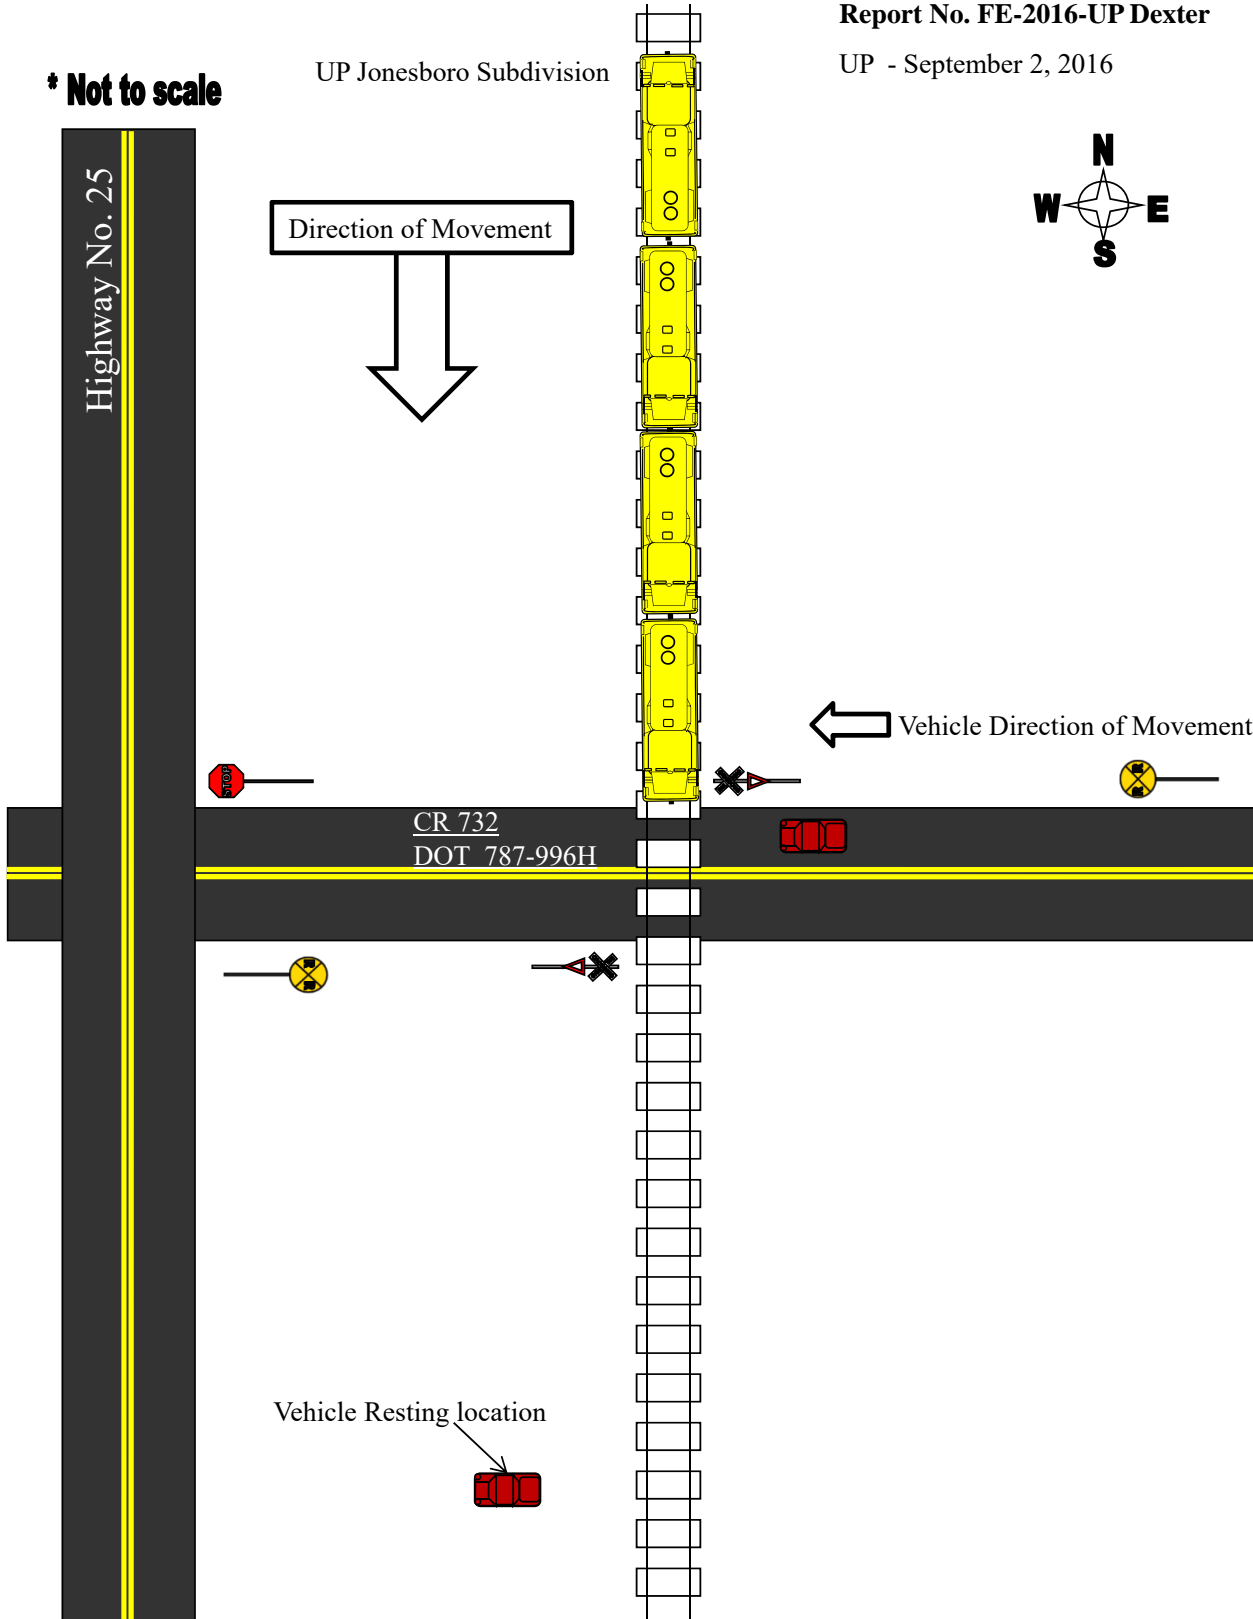 Report No. FE-2016-UP Dexter
UP - September 2, 2016
UP Jonesboro Subdivision
* Not to scale
N
W E
S
Highway No. 25
Direction of Movement
Vehicle Direction of Movement
STOP
R R
CR 732
DOT 787-996H
R R
Vehicle Resting location